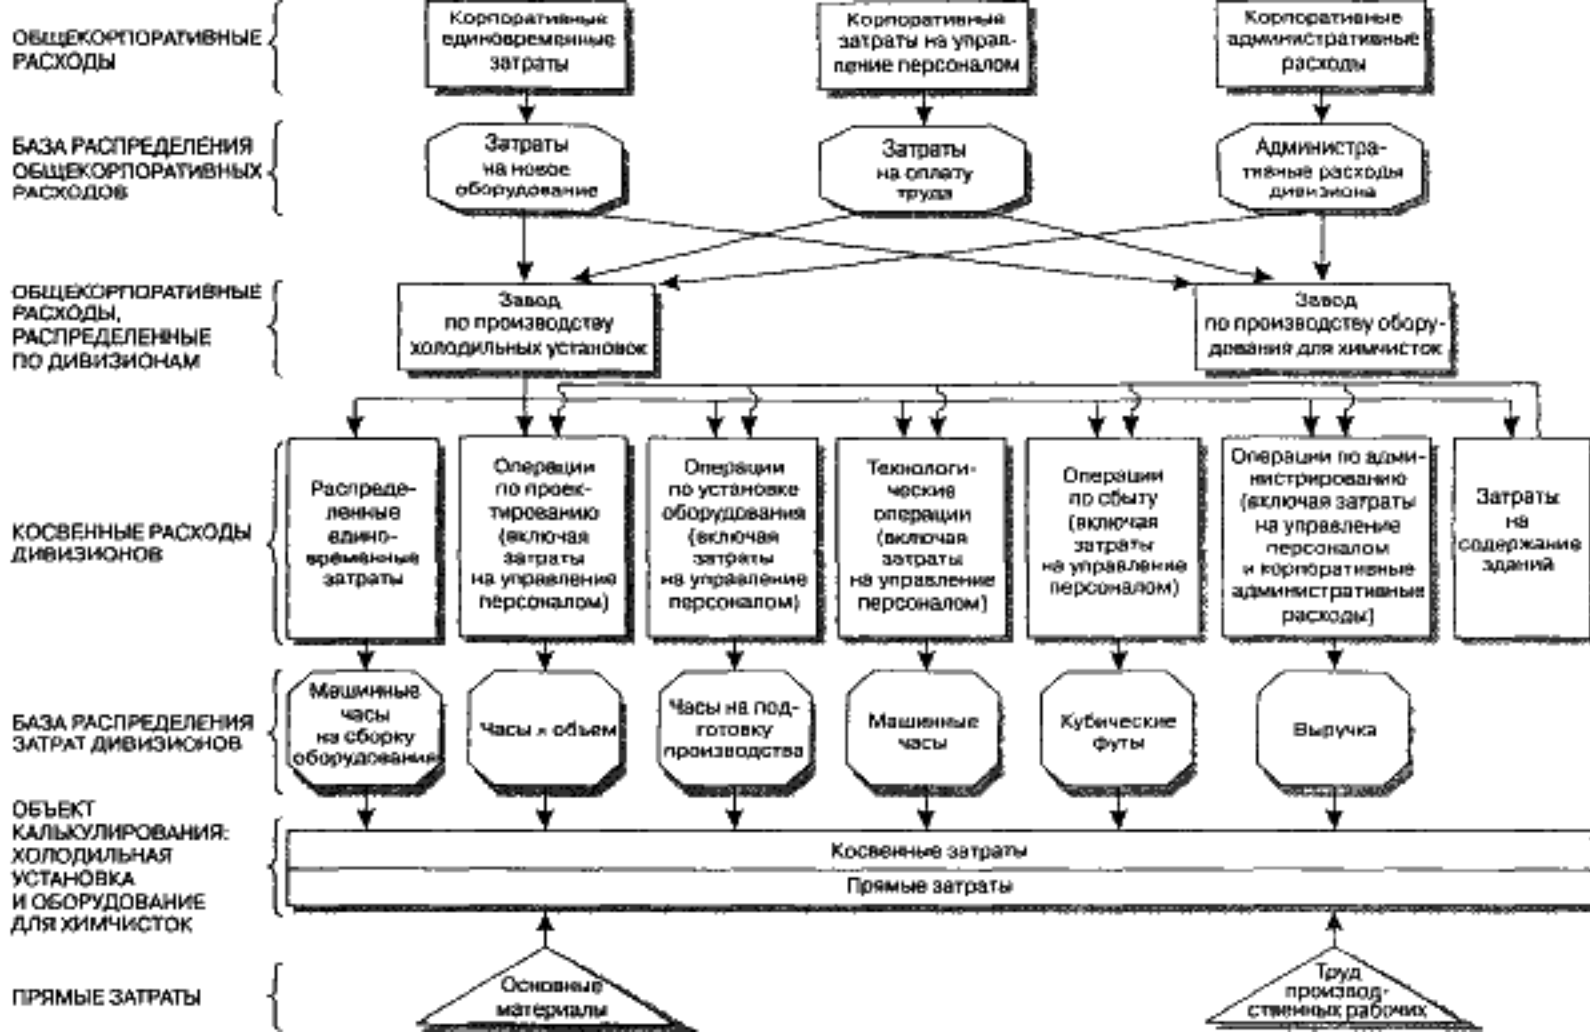 ОБЩЕКОРПОРАТИВНЫЕ
РАСХОДЫ
Корпоративные
единовременные
затраты
Корпоративные
затраты на управ-
ление персоналом
Корпоративные
административные
расходы
БАЗА РАСПРЕДЕЛЕНИЯ
ОБЩЕКОРПОРАТИВНЫХ
РАСХОДОВ
Затраты
на новое
оборудование
Затраты
на оплату
труда
Администра-
тивные расходы
дивизиона
ОБЩЕКОРПОРАТИВНЫЕ
РАСХОДЫ,
РАСПРЕДЕЛЕННЫЕ
ПО ДИВИЗИОНАМ
Завод
по производству
холодильных установок
Завод
по производству обору-
дования для химчисток
КОСВЕННЫЕ РАСХОДЫ
ДИВИЗИОНОВ
Распреде-
ленные
едино-
временные
затраты
Операции
по проек-
тированию
(включая
затраты
на управление
персоналом)
Операции
по установке
оборудования
(включая
затраты
на управление
персоналом)
Технологи-
ческие
операции
(включая
затраты
на управление
персоналом)
Операции
по сбыту
(включая
затраты
на управление
персоналом)
Операции по адми-
нистрированию
(включая затраты
на управление
персоналом
и корпоративные
административные
расходы)
Затраты
на
содержание
зданий
БАЗА РАСПРЕДЕЛЕНИЯ
ЗАТРАТ ДИВИЗИОНОВ
Машинные
часы
на сборку
оборудования
Часы × объем
Часы на под-
готовку
производства
Машинные
часы
Кубические
футы
Выручка
ОБЪЕКТ
КАЛЬКУЛИРОВАНИЯ:
ХОЛОДИЛЬНАЯ
УСТАНОВКА
И ОБОРУДОВАНИЕ
ДЛЯ ХИМЧИСТОК
Косвенные затраты
Прямые затраты
ПРЯМЫЕ ЗАТРАТЫ
Основные
материалы
Труд
производ-
ственных рабочих